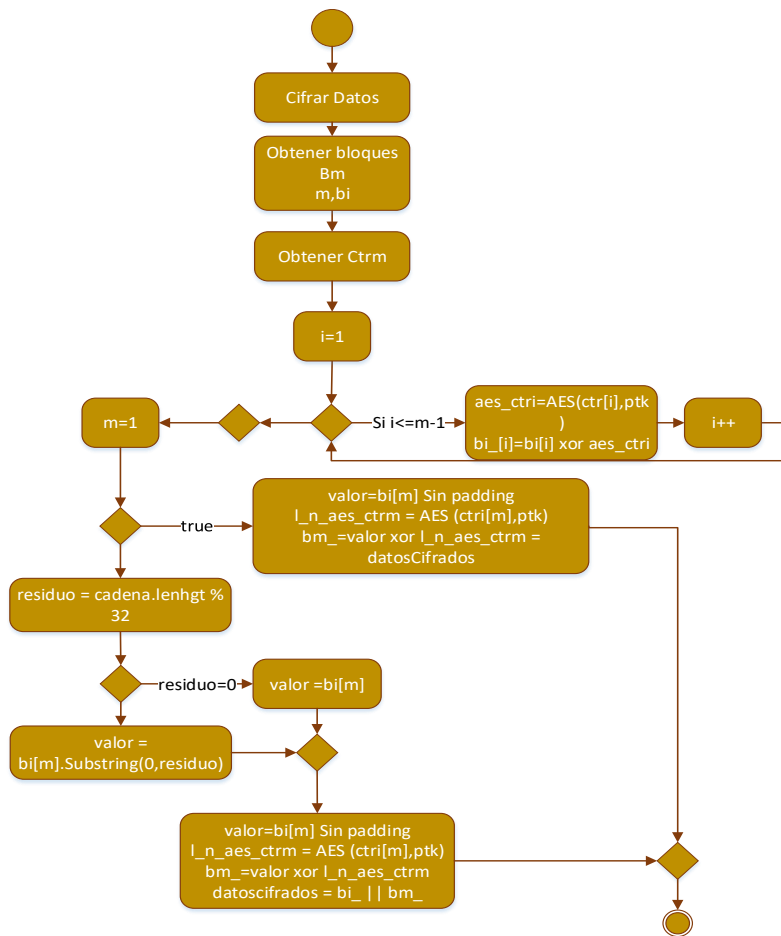 Cifrar Datos
Obtener bloques
Bm
m,bi
Obtener Ctrm
i=1
m=1
Si i<=m-1
aes_ctri=AES(ctr[i],ptk
)
bi_[i]=bi[i] xor aes_ctri
i++
true
valor=bi[m] Sin padding
l_n_aes_ctrm = AES (ctri[m],ptk)
bm_=valor xor l_n_aes_ctrm =
datosCifrados
residuo = cadena.lenhgt %
32
residuo=0
valor =bi[m]
valor =
bi[m].Substring(0,residuo)
valor=bi[m] Sin padding
l_n_aes_ctrm = AES (ctri[m],ptk)
bm_=valor xor l_n_aes_ctrm
datoscifrados = bi_ || bm_